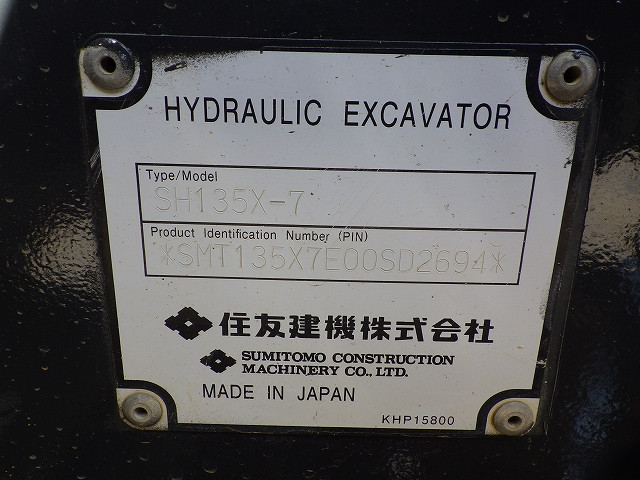 HYDRAULIC EXCAVATOR
Type/Model
SH135X-7
Product Identification Number (PIN)
*SMT135X7E00SD2694*
住友建機株式会社
SUMITOMO CONSTRUCTION
MACHINERY CO., LTD.
MADE IN JAPAN
KHP15800